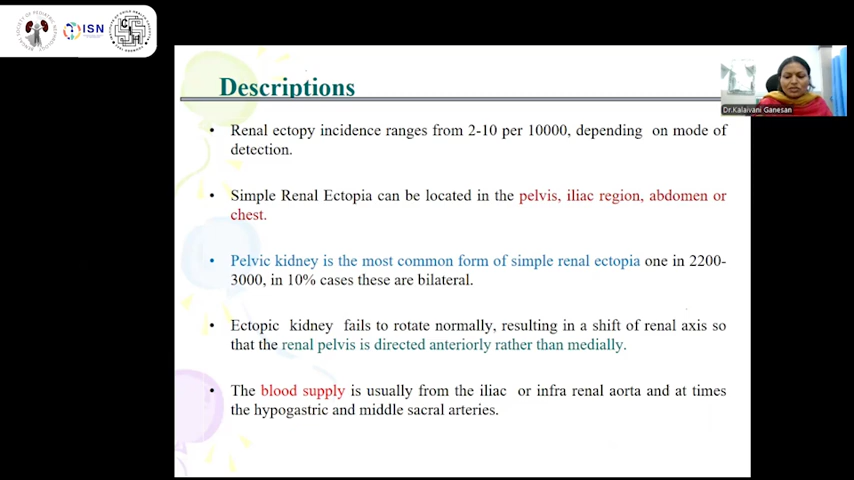 ISN
Descriptions
Dr.Kalaivani Ganesan
• Renal ectopy incidence ranges from 2-10 per 10000, depending on mode of
detection.
• Simple Renal Ectopia can be located in the pelvis, iliac region, abdomen or
chest.
• Pelvic kidney is the most common form of simple renal ectopia one in 2200-
3000, in 10% cases these are bilateral.
• Ectopic kidney fails to rotate normally, resulting in a shift of renal axis so
that the renal pelvis is directed anteriorly rather than medially.
• The blood supply is usually from the iliac or infra renal aorta and at times
the hypogastric and middle sacral arteries.